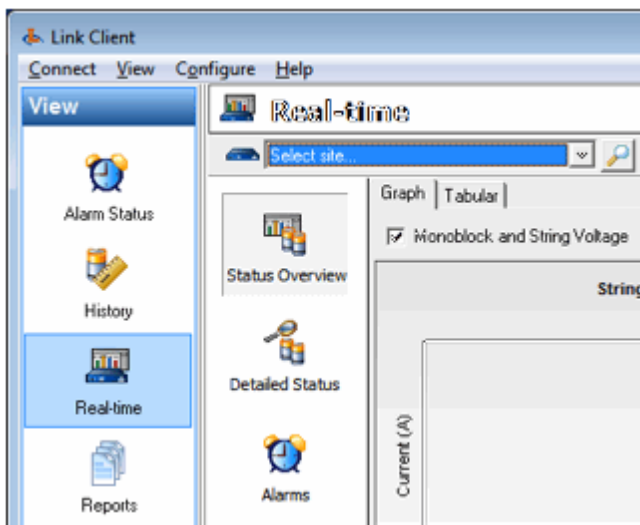 Link Client
Connect View Configure Help
View
Real-time
Select site...
Graph Tabular
Monoblock and String Voltage
Alarm Status
History
Real-time
Reports
Status Overview
Detailed Status
Alarms
String
Current (A)